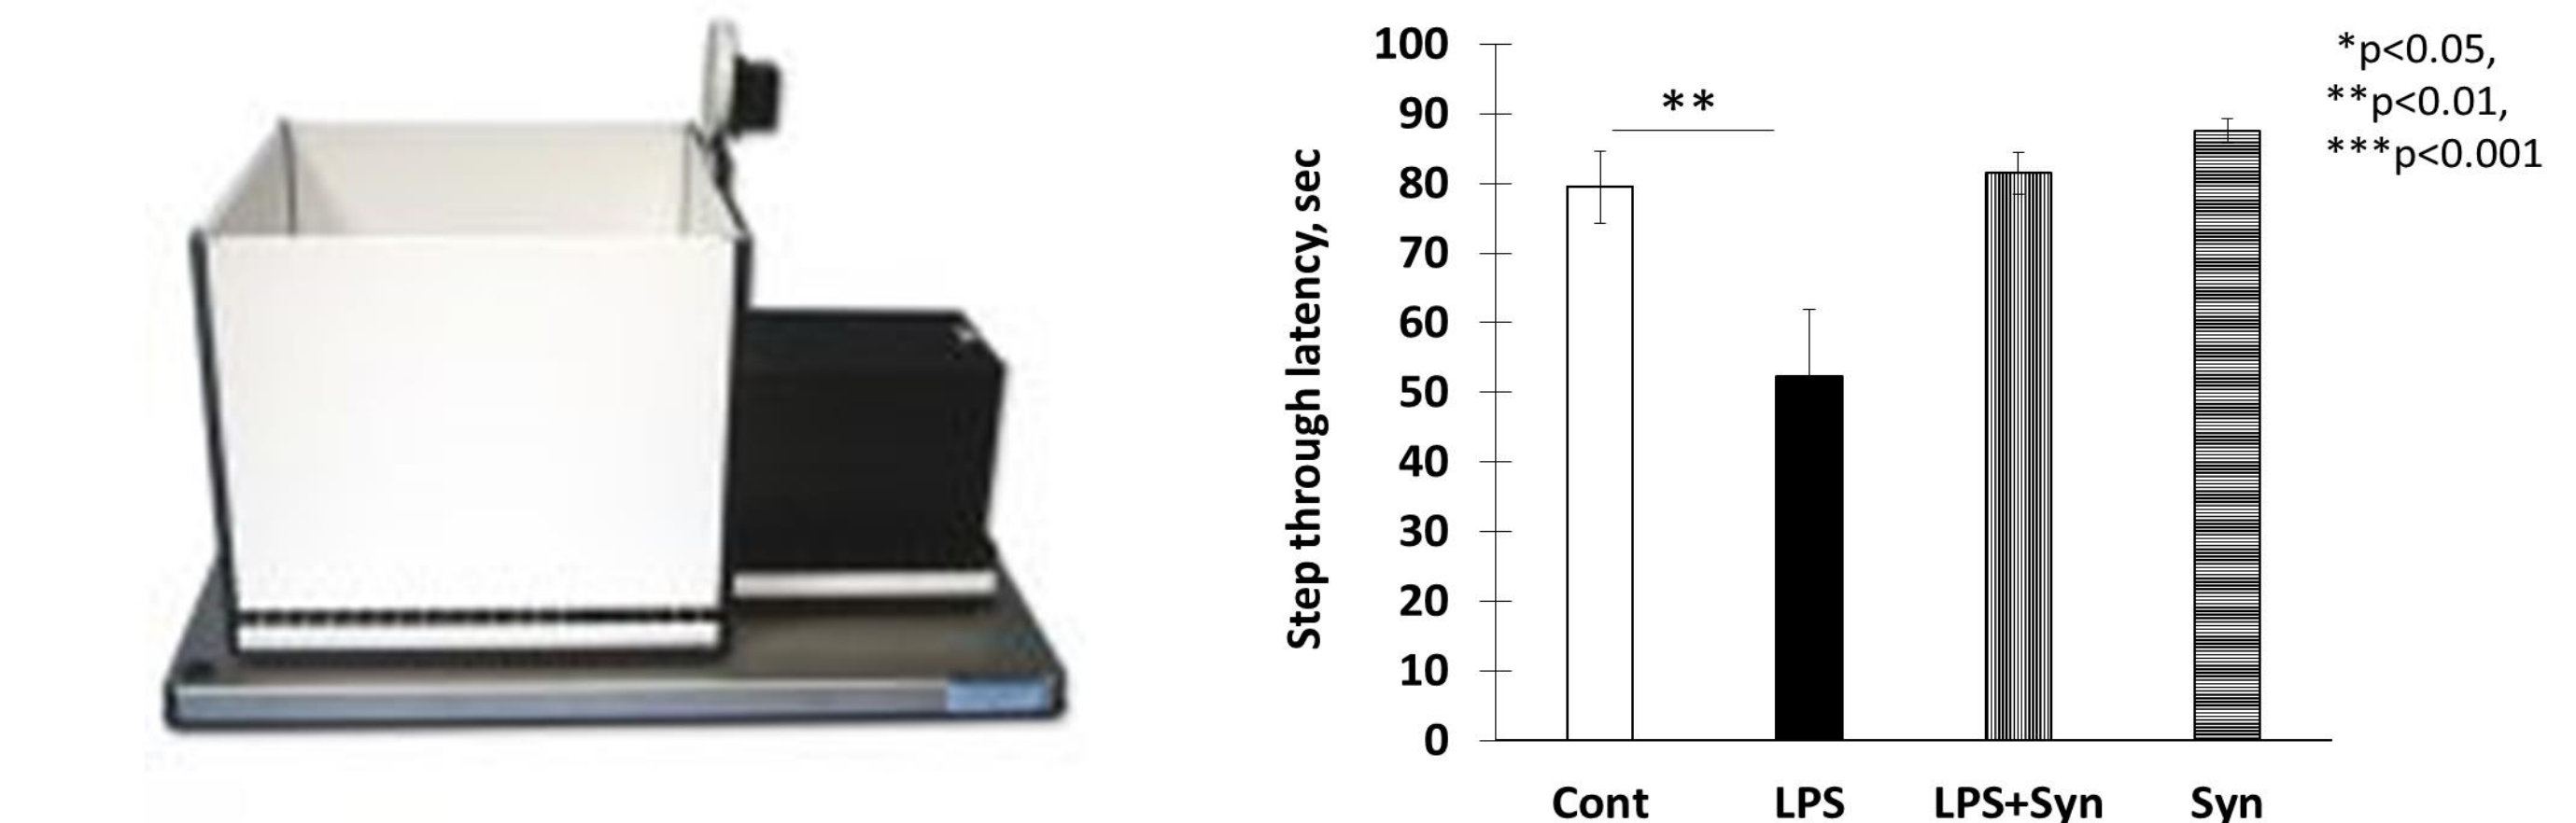 Step through latency, sec
100
90
80
70
60
50
40
30
20
10
0
**
Cont LPS LPS+Syn Syn
*p<0.05,
**p<0.01,
***p<0.001